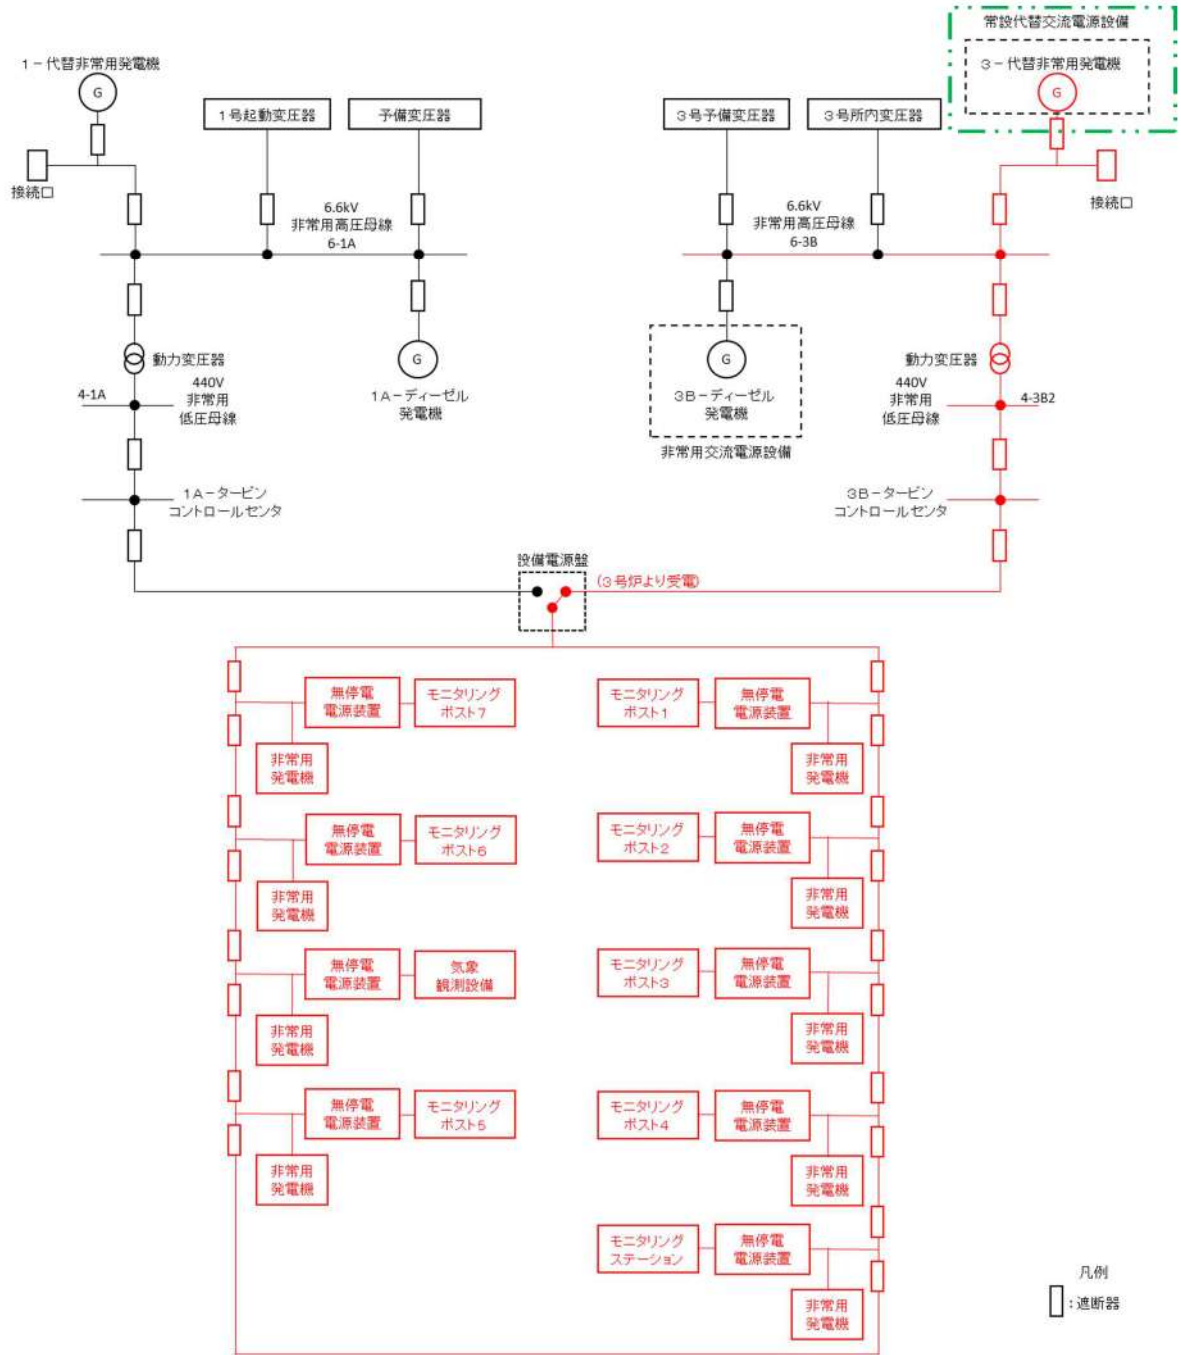 常設代替交流電源設備
1-代替非常用発電機
G
3-代替非常用発電機
G
1号起動変圧器
予備変圧器
3号予備変圧器
3号所内変圧器
接続口
接続口
6.6kV
非常用高圧母線
6-1A
6.6kV
非常用高圧母線
6-3B
動力変圧器
G
1A-ディーゼル
発電機
G
3B-ディーゼル
発電機
非常用交流電源設備
動力変圧器
4-1A
440V
非常用
低圧母線
440V
非常用
低圧母線
4-3B2
1A-タービン
コントロールセンタ
3B-タービン
コントロールセンタ
設備電源盤
(3号炉より受電)
無停電
電源装置
モニタリング
ポスト7
モニタリング
ポスト1
無停電
電源装置
非常用
発電機
非常用
発電機
無停電
電源装置
モニタリング
ポスト6
モニタリング
ポスト2
無停電
電源装置
非常用
発電機
非常用
発電機
無停電
電源装置
気象
観測設備
モニタリング
ポスト3
無停電
電源装置
非常用
発電機
非常用
発電機
無停電
電源装置
モニタリング
ポスト5
モニタリング
ポスト4
無停電
電源装置
非常用
発電機
非常用
発電機
モニタリング
ステーション
無停電
電源装置
非常用
発電機
凡例
:遮断器